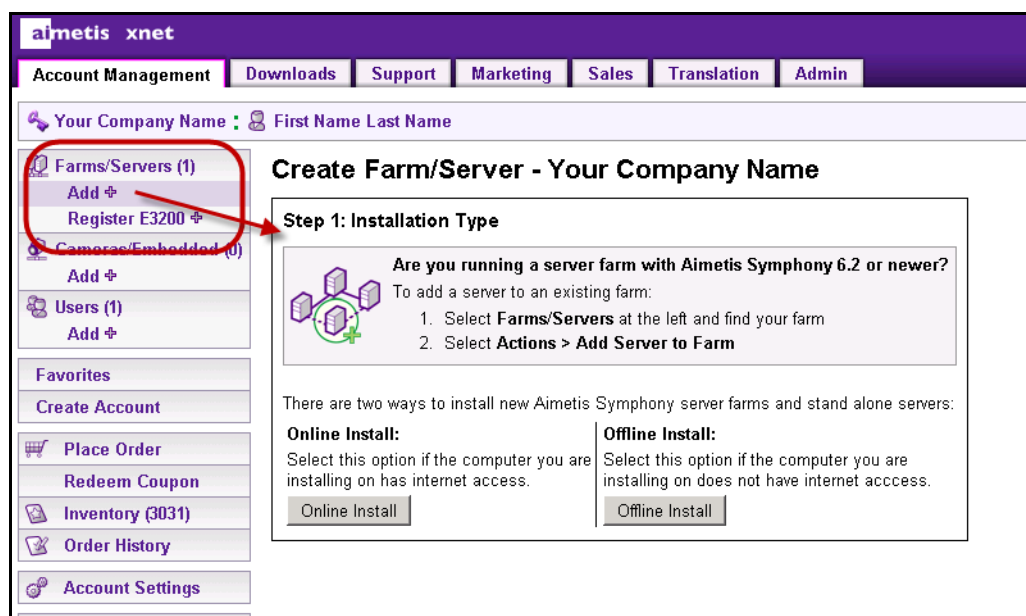 aimetis xnet
Account Management
Downloads
Support
Marketing
Sales
Translation
Admin
Your Company Name : First Name Last Name
Farms/Servers (1)
Add
Register E3200
Cameras/Embedded (0)
Add
Users (1)
Add
Favorites
Create Account
Place Order
Redeem Coupon
Inventory (3031)
Order History
Account Settings
Create Farm/Server - Your Company Name
Step 1: Installation Type
Are you running a server farm with Aimetis Symphony 6.2 or newer?
To add a server to an existing farm:
1. Select Farms/Servers at the left and find your farm
2. Select Actions > Add Server to Farm
There are two ways to install new Aimetis Symphony server farms and stand alone servers:
Online Install:
Select this option if the computer you are
installing on has internet access.
Online Install
Offline Install:
Select this option if the computer you are
installing on does not have internet acccess.
Offline Install